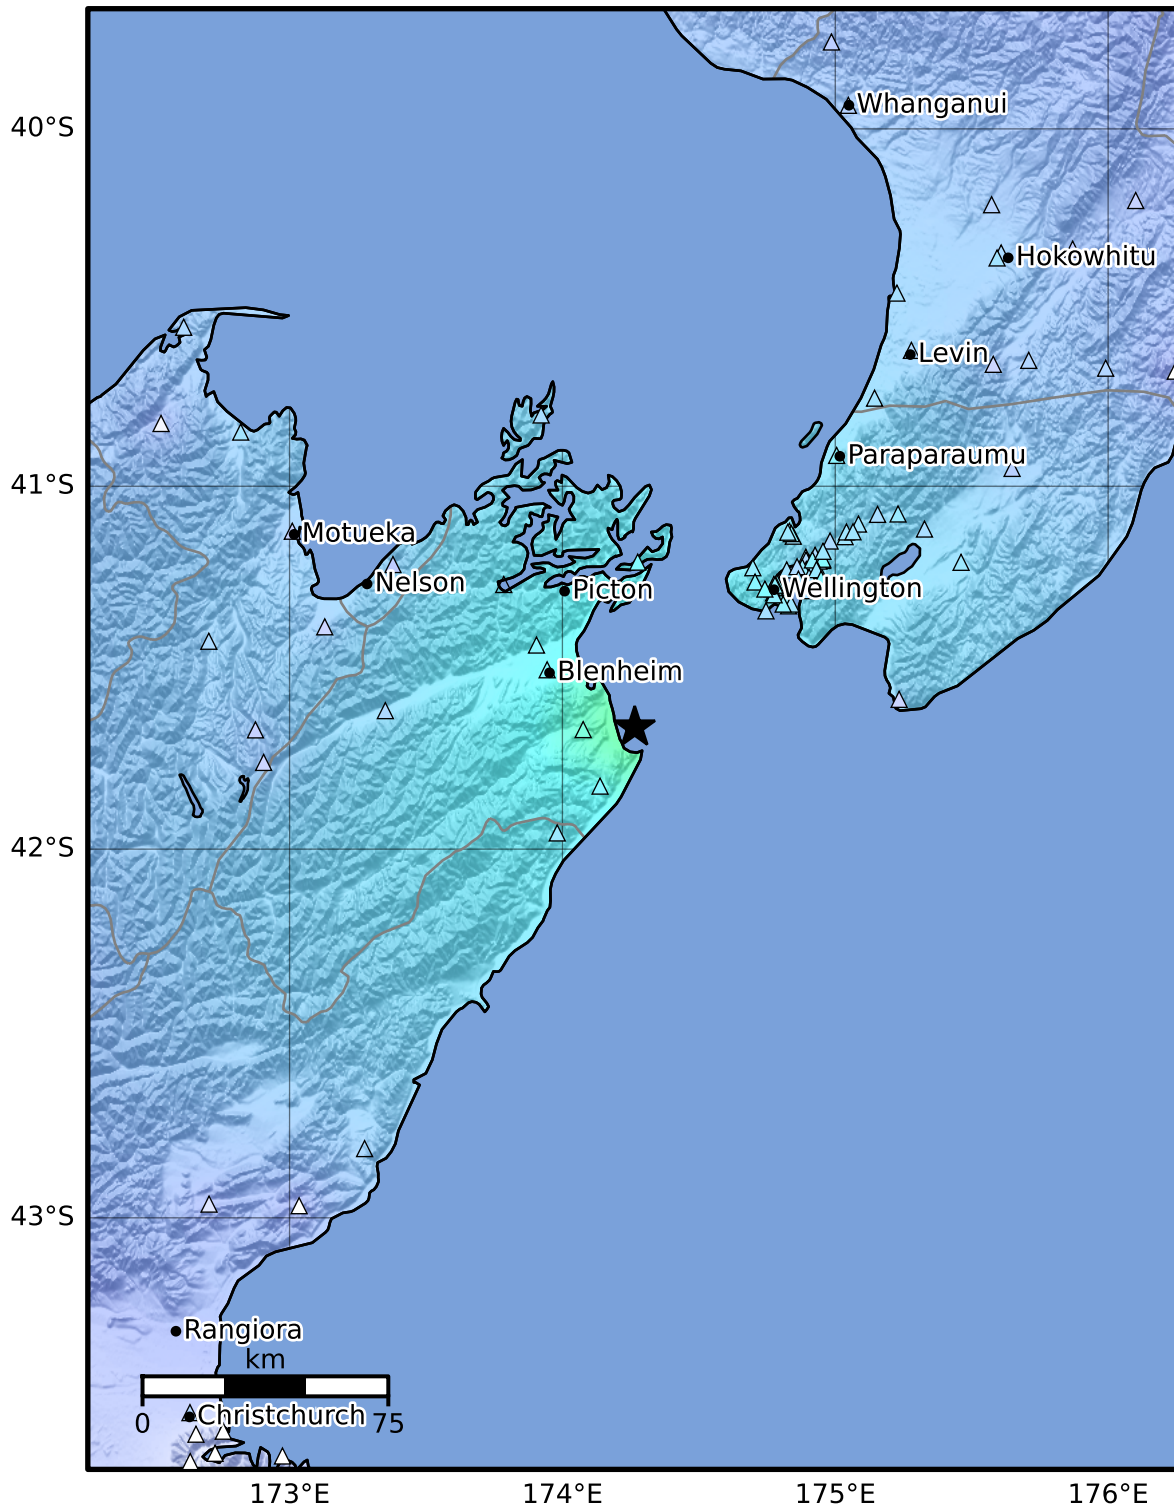 40°S
Whanganui
Hokowhitu
Levin
Paraparaumu
41°S
Motueka
Nelson
Picton
Wellington
Blenheim
42°S
43°S
Rangiora
km
Christchurch
0
75
173°E
174°E
175°E
176°E